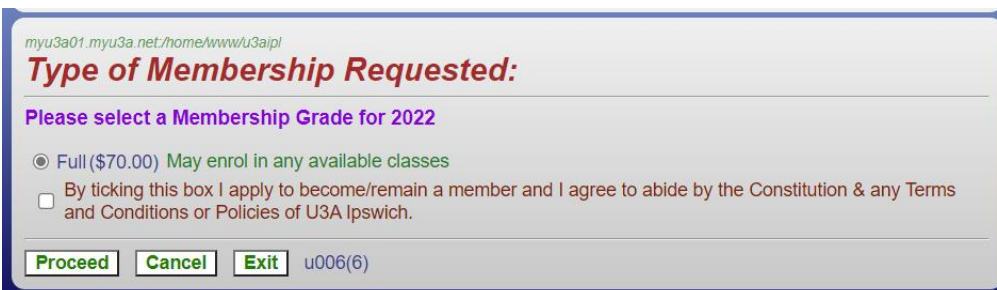 myu3a01.myu3a.net:/home/www/u3aipl
Type of Membership Requested:
Please select a Membership Grade for 2022
Full ($70.00) May enrol in any available classes
By ticking this box I apply to become/remain a member and I agree to abide by the Constitution & any Terms
and Conditions or Policies of U3A Ipswich.
Proceed Cancel Exit u006(6)